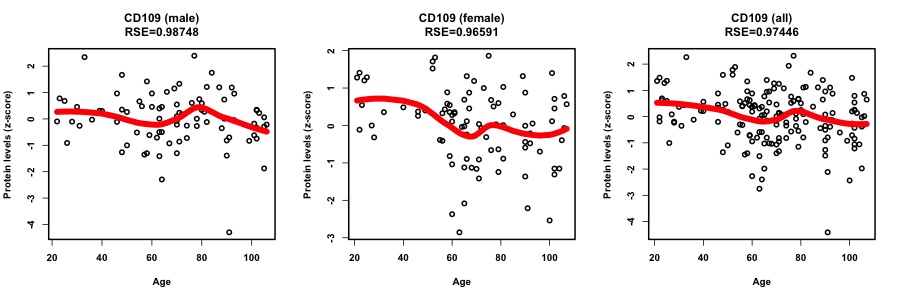 CD109 (male)
RSE=0.98748
Protein levels (z-score)
2
1
0
-1
-2
-3
-4
20 40 60 80 100
Age
CD109 (female)
RSE=0.96591
Protein levels (z-score)
2
1
0
-1
-2
-3
20 40 60 80 100
Age
CD109 (all)
RSE=0.97446
Protein levels (z-score)
2
1
0
-1
-2
-3
-4
20 40 60 80 100
Age